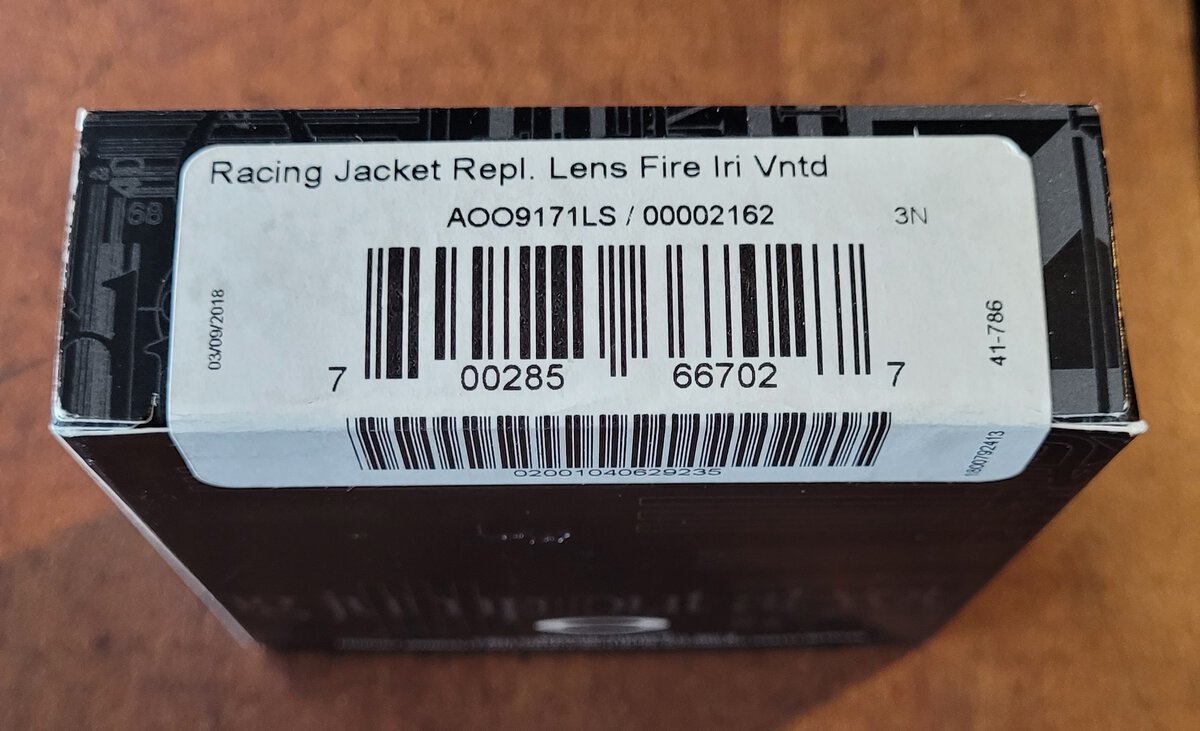 Racing Jacket Repl. Lens Fire Iri Vntd
AOO9171LS / 00002162
3N
03/09/2018
41-786
7 00285 66702 7
02001040629235
1800792413
68